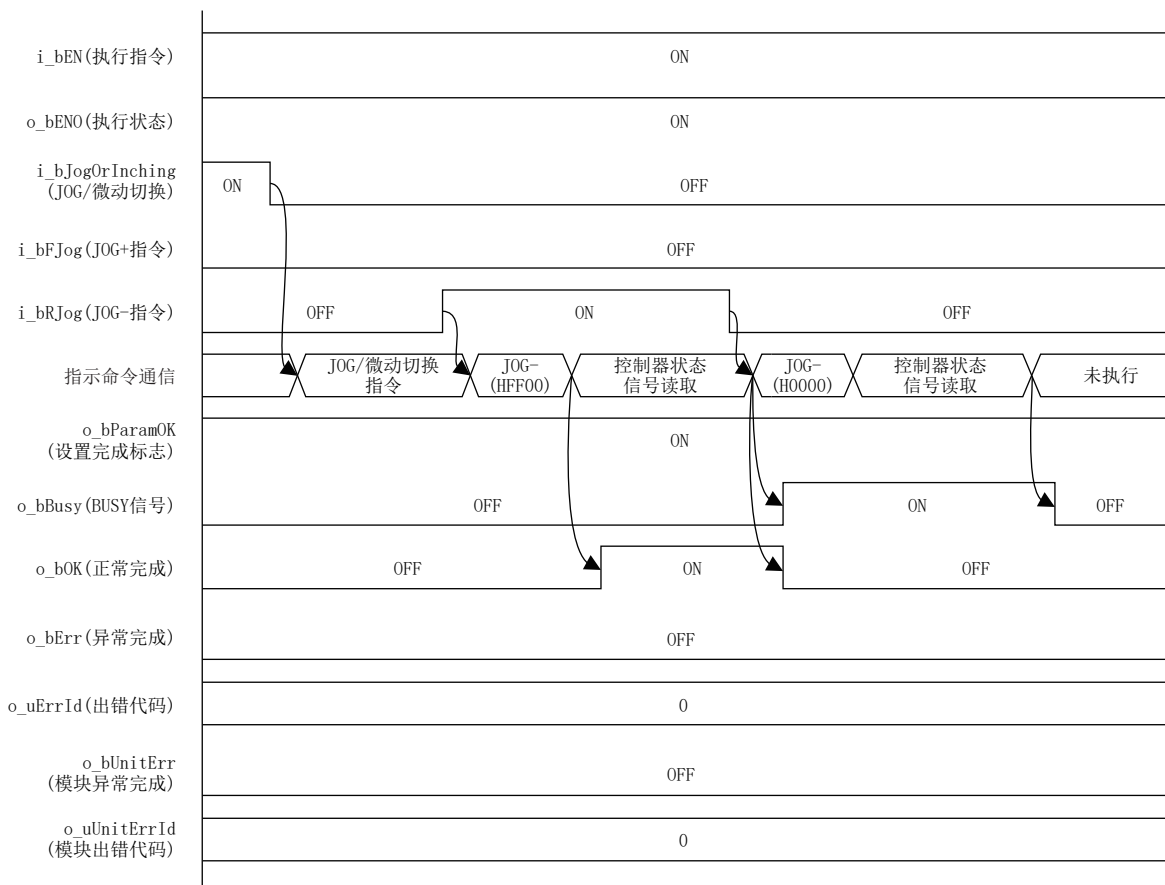 i_bEN(执行指令)
ON
o_bENO(执行状态)
ON
i_bJogOrInching
(JOG/微动切换)
ON
OFF
i_bFJog(JOG+指令)
OFF
i_bRJog(JOG-指令)
OFF
ON
OFF
指示命令通信
JOG/微动切换
指令
JOG-
(HFF00)
控制器状态
信号读取
JOG-
(H0000)
控制器状态
信号读取
未执行
o_bParamOK
(设置完成标志)
ON
o_bBusy(BUSY信号)
OFF
ON
OFF
o_bOK(正常完成)
OFF
ON
OFF
o_bErr(异常完成)
OFF
o_uErrId(出错代码)
0
o_bUnitErr
(模块异常完成)
OFF
o_uUnitErrId
(模块出错代码)
0